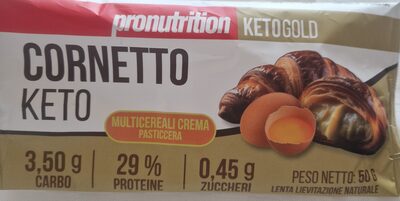 pronutrition KETOGOLD
CORNETTO
KETO
MULTICEREALI CREMA
PASTICCERA
3,50 g 29 % 0,45 g
CARBO PROTEINE ZUCCHERI
PESO NETTO: 50 G
LENTA LIEVITAZIONE NATURALE